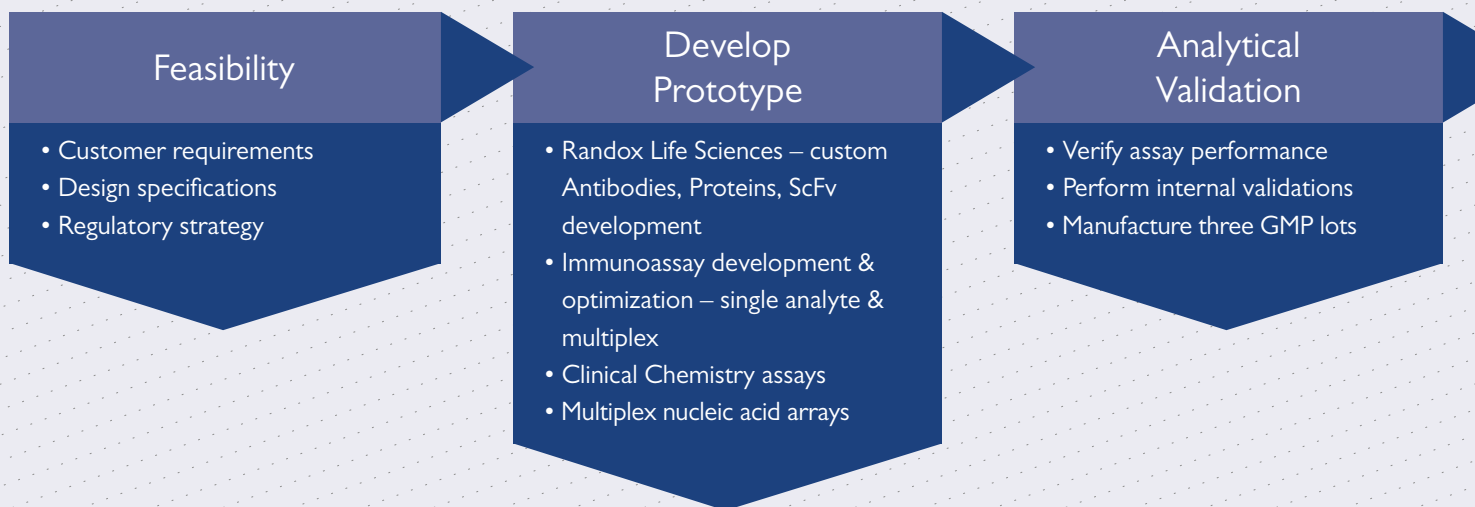 Feasibility
• Customer requirements
• Design specifications
• Regulatory strategy
Develop
Prototype
• Randox Life Sciences – custom
Antibodies, Proteins, ScFv
development
• Immunoassay development &
optimization – single analyte &
multiplex
• Clinical Chemistry assays
• Multiplex nucleic acid arrays
Analytical
Validation
• Verify assay performance
• Perform internal validations
• Manufacture three GMP lots